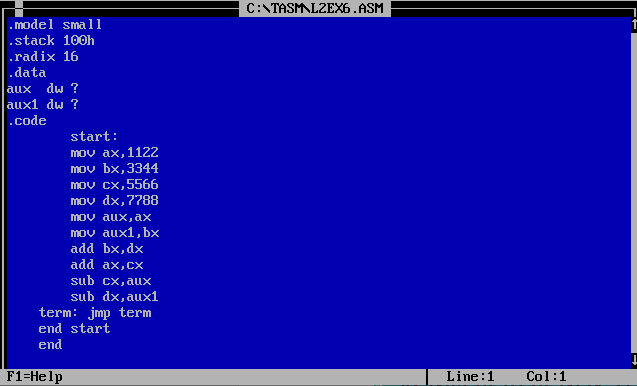 C:\TASM\L2EX6.ASM
.model small
.stack 100h
.radix 16
.data
aux  dw ?
aux1 dw ?
.code
        start:
        mov ax,1122
        mov bx,3344
        mov cx,5566
        mov dx,7788
        mov aux,ax
        mov aux1,bx
        add bx,dx
        add ax,cx
        sub cx,aux
        sub dx,aux1
    term: jmp term
    end start
    end
F1=Help Line:1 Col:1